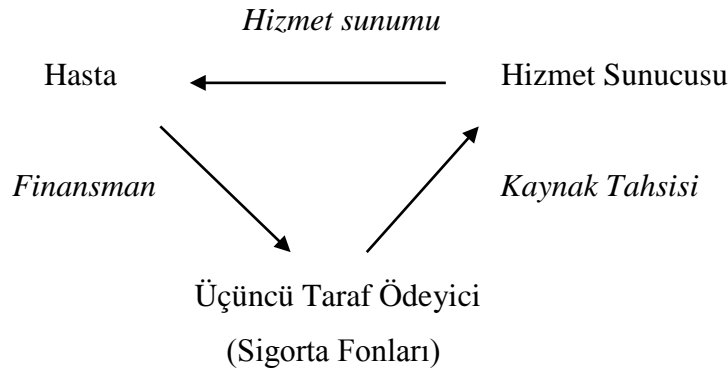 Hizmet sunumu
Hasta
Hizmet Sunucusu
Finansman
Kaynak Tahsisi
Üçüncü Taraf Ödeyici
(Sigorta Fonları)